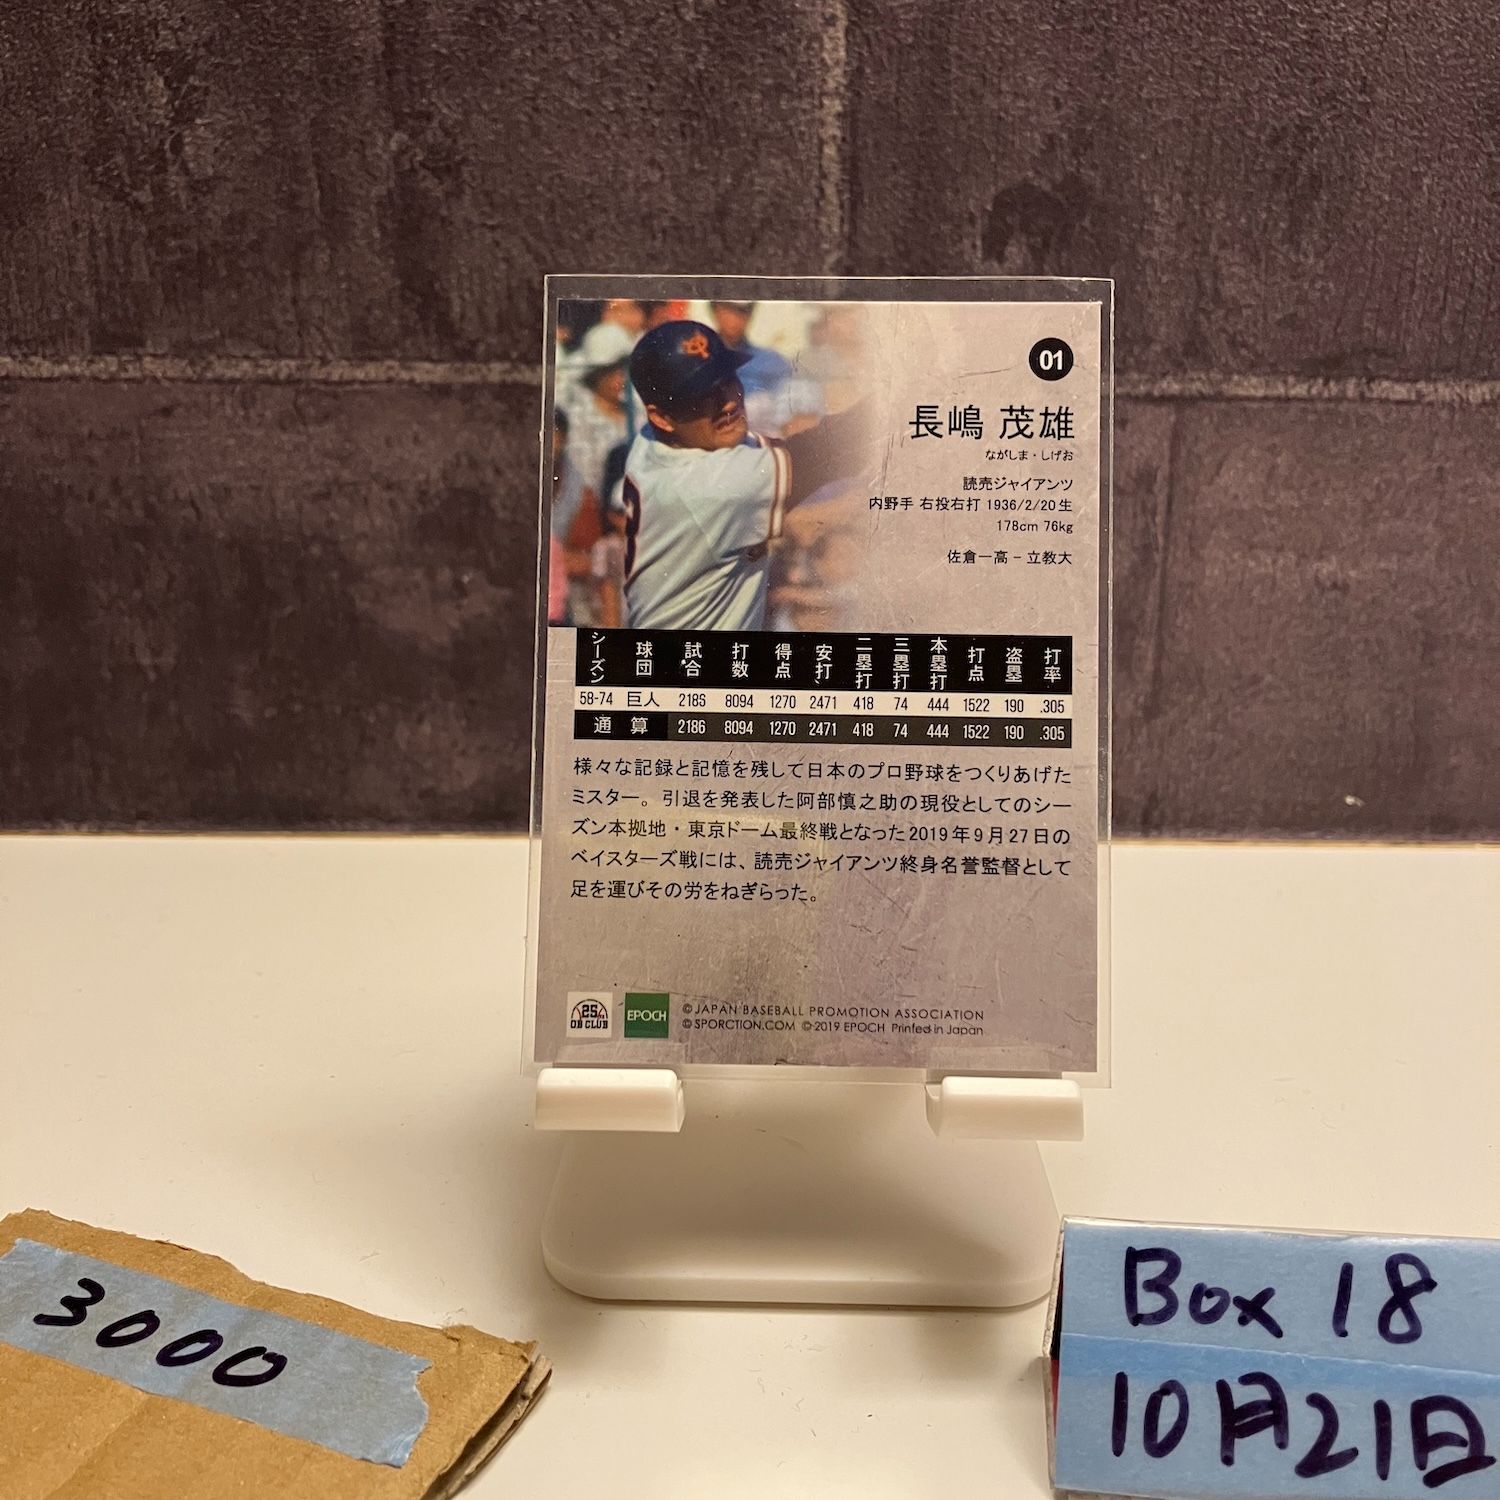 01
長嶋 茂雄
ながしま・しげお
読売ジャイアンツ
内野手 右投右打 1936/2/20生
178cm 76kg
佐倉一高 – 立教大
シーズン 球団 試合 打数 得点 安打 二塁打 三塁打 本塁打 打点 盗塁 打率
58-74 巨人 2186 8094 1270 2471 418 74 444 1522 190 .305
通算 2186 8094 1270 2471 418 74 444 1522 190 .305
様々な記録と記憶を残して日本のプロ野球をつくりあげた
ミスター。引退を発表した阿部慎之助の現役としてのシー
ズン本拠地・東京ドーム最終戦となった2019年9月27日の
ベイスターズ戦には、読売ジャイアンツ終身名誉監督として
足を運びその労をねぎらった。
25th
OB CLUB
EPOCH
©JAPAN BASEBALL PROMOTION ASSOCIATION
©SPORCTION.COM ©2019 EPOCH Printed in Japan
3000
Box 18
10月21日